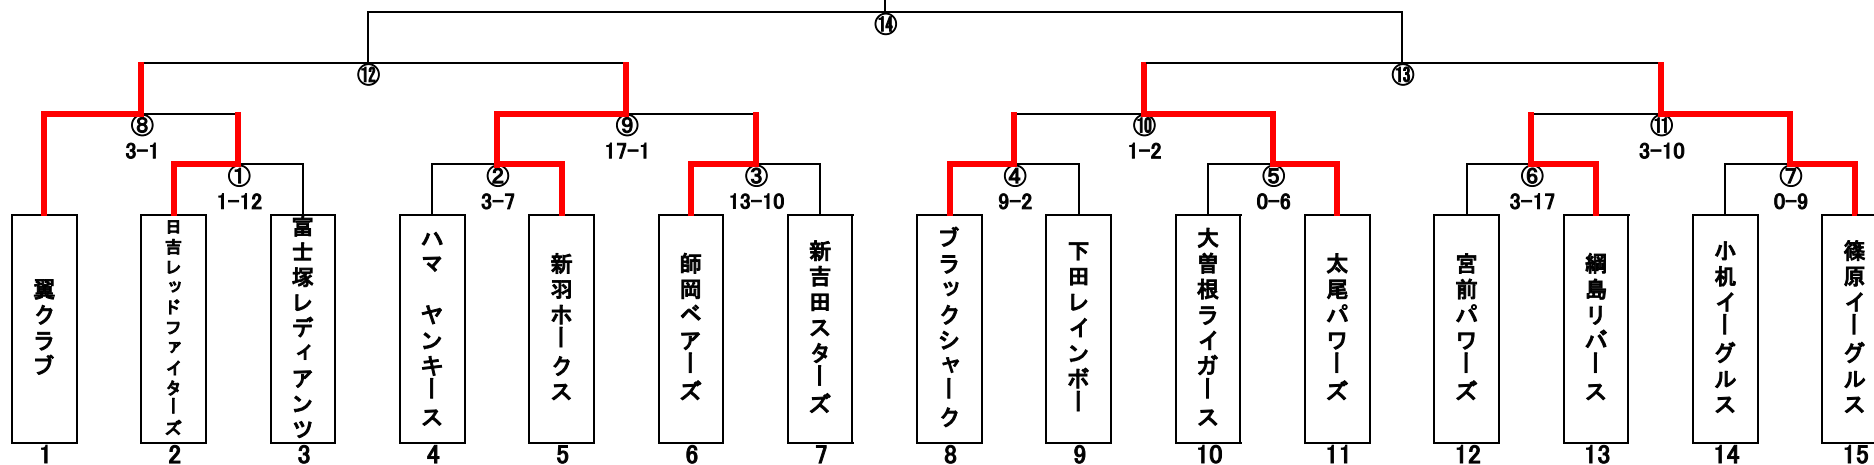 ⑭
⑫ ⑬
⑧ ⑨ ⑩ ⑪
3-1 17-1 1-2 3-10
① ② ③ ④ ⑤ ⑥ ⑦
1-12 3-7 13-10 9-2 0-6 3-17 0-9
翼クラブ
日吉レッドファイターズ
富士塚レディアンツ
ハマ ヤンキース
新羽ホークス
師岡ベアーズ
新吉田スターズ
ブラックシャーク
下田レインボー
大曽根ライガース
太尾パワーズ
宮前パワーズ
綱島リバース
小机イーグルス
篠原イーグルス
1 2 3 4 5 6 7 8 9 10 11 12 13 14 15